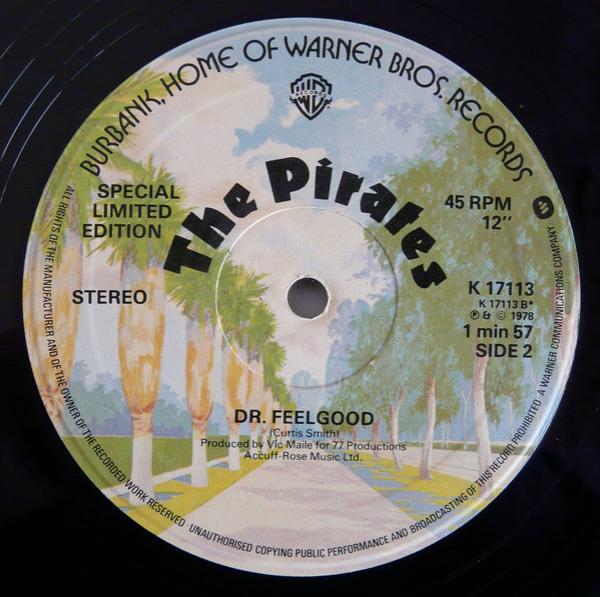 BURBANK, HOME OF WARNER BROS. RECORDS
RECORDS
The Pirates
SPECIAL
LIMITED
EDITION
STEREO
45 RPM
12"
K 17113
K 17113 B*
℗ & © 1978
1 min 57
SIDE 2
DR. FEELGOOD
(Curtis Smith)
Produced by Vic Maile for 77 Productions
Accuff-Rose Music Ltd.
ALL RIGHTS OF THE MANUFACTURER AND OF THE OWNER OF THE RECORDED WORK RESERVED · UNAUTHORISED COPYING PUBLIC PERFORMANCE AND BROADCASTING OF THIS RECORD PROHIBITED · A WARNER COMMUNICATIONS COMPANY